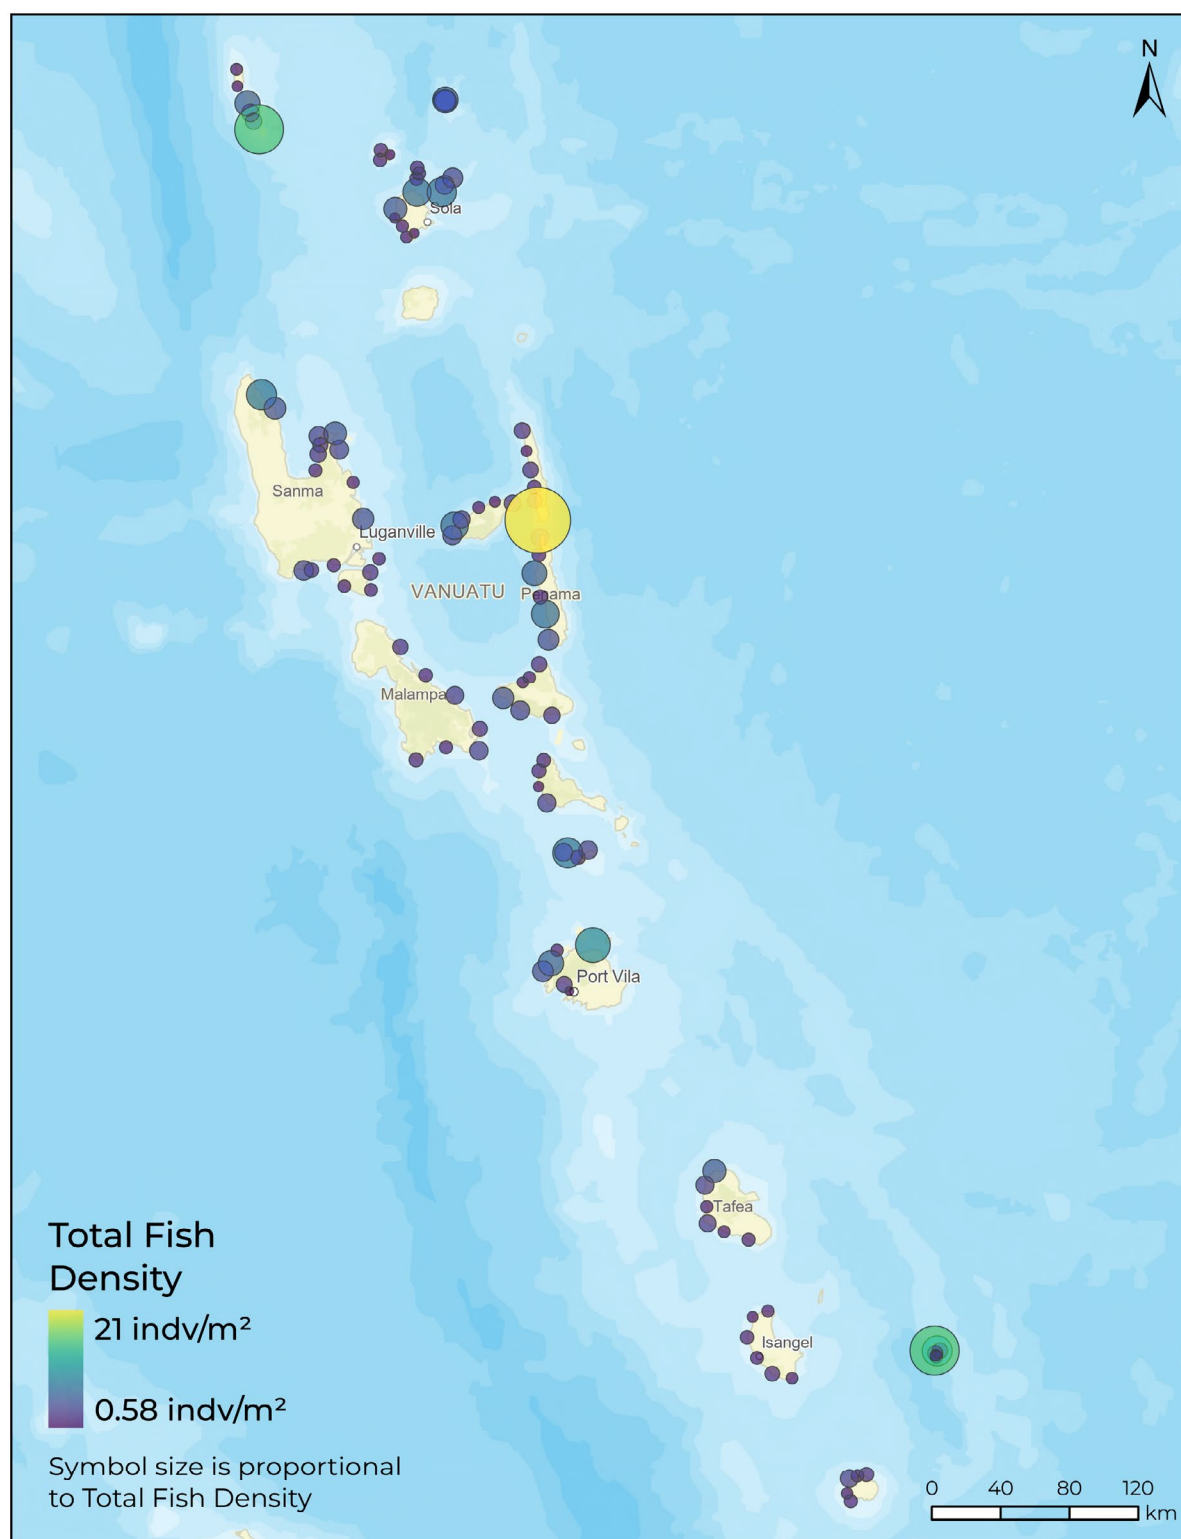 N
Sola
Sanma
Luganville
VANUATU
Penama
Malampa
Port Vila
Tafea
Isangel
Total Fish
Density
21 indv/m²
0.58 indv/m²
Symbol size is proportional
to Total Fish Density
0 40 80 120
km